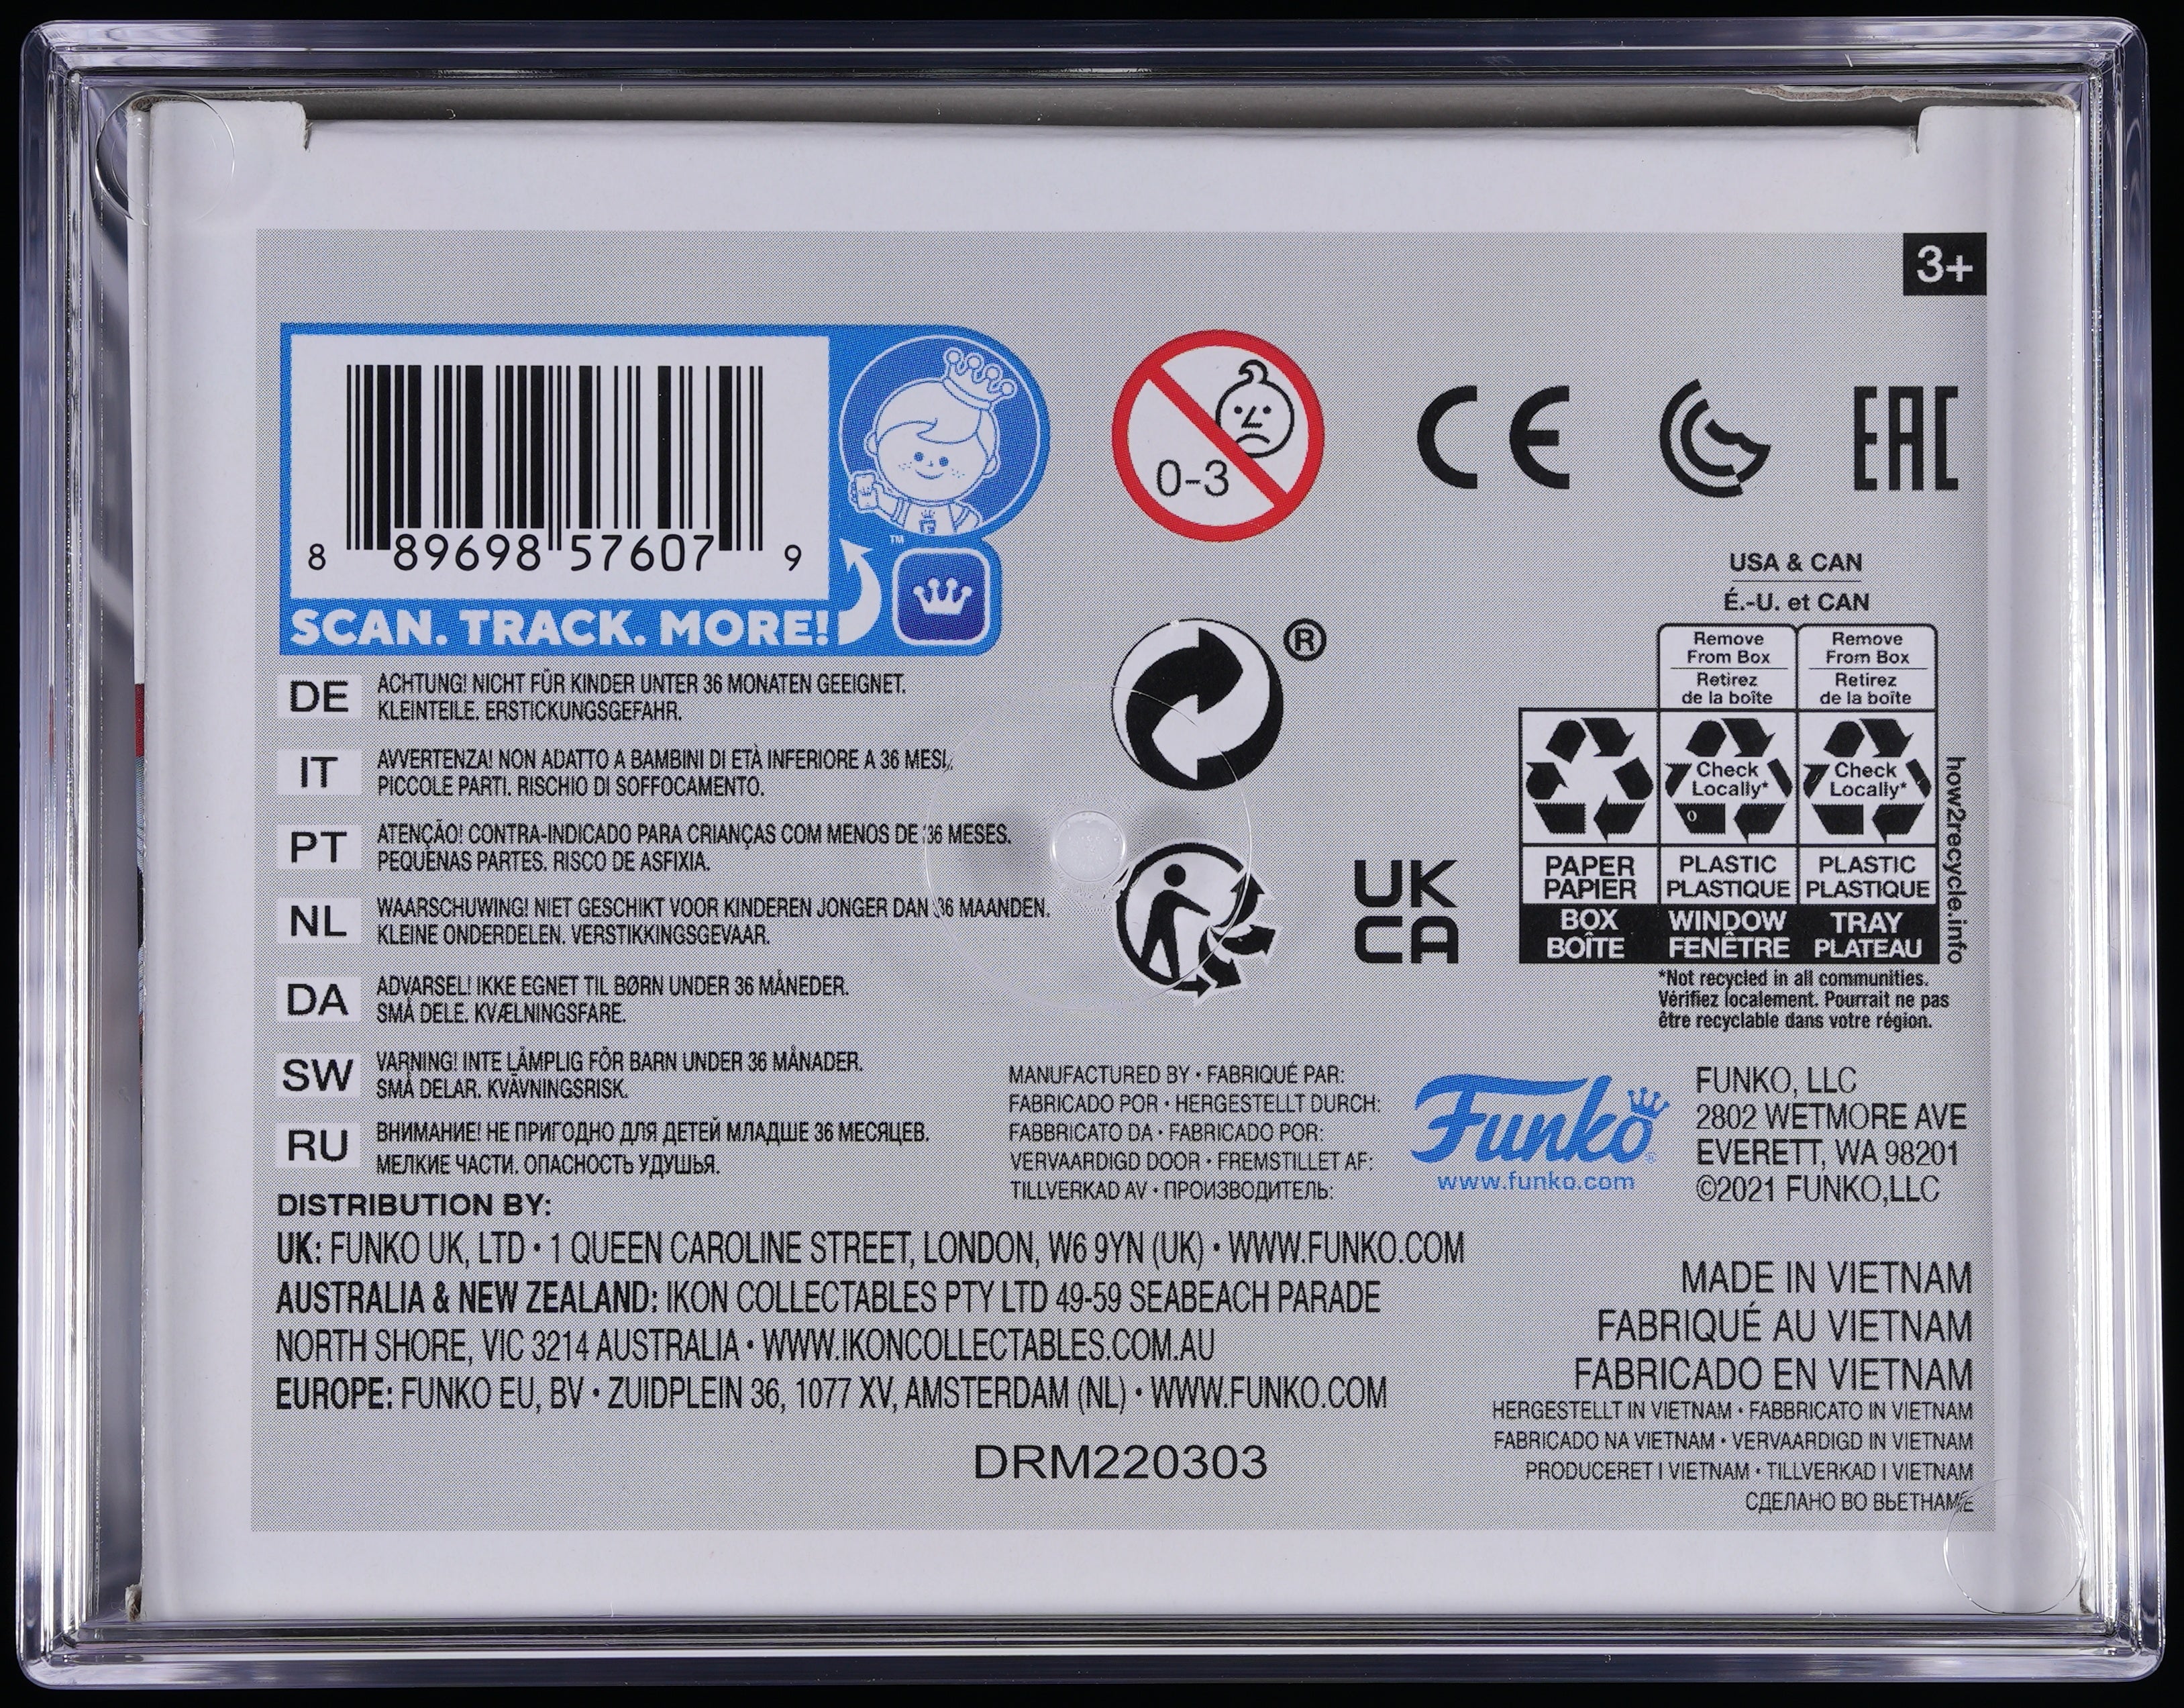 3+
8 89698 57607 9
™
SCAN. TRACK. MORE!
0-3
CE
EAC
USA & CAN
É.-U. et CAN
®
Remove
From Box
Retirez
de la boîte
Remove
From Box
Retirez
de la boîte
Check
Locally*
Check
Locally*
PAPER
PAPIER
PLASTIC
PLASTIQUE
PLASTIC
PLASTIQUE
BOX
BOÎTE
WINDOW
FENÊTRE
TRAY
PLATEAU
how2recycle.info
*Not recycled in all communities.
Vérifiez localement. Pourrait ne pas
être recyclable dans votre région.
UK
CA
DE ACHTUNG! NICHT FÜR KINDER UNTER 36 MONATEN GEEIGNET.
KLEINTEILE. ERSTICKUNGSGEFAHR.
IT AVVERTENZA! NON ADATTO A BAMBINI DI ETÀ INFERIORE A 36 MESI,
PICCOLE PARTI. RISCHIO DI SOFFOCAMENTO.
PT ATENÇÃO! CONTRA-INDICADO PARA CRIANÇAS COM MENOS DE 36 MESES.
PEQUENAS PARTES. RISCO DE ASFIXIA.
NL WAARSCHUWING! NIET GESCHIKT VOOR KINDEREN JONGER DAN 36 MAANDEN.
KLEINE ONDERDELEN. VERSTIKKINGSGEVAAR.
DA ADVARSEL! IKKE EGNET TIL BØRN UNDER 36 MÅNEDER.
SMÅ DELE. KVÆLNINGSFARE.
SW VARNING! INTE LÄMPLIG FÖR BARN UNDER 36 MÅNADER.
SMÅ DELAR. KVÄVNINGSRISK.
RU ВНИМАНИЕ! НЕ ПРИГОДНО ДЛЯ ДЕТЕЙ МЛАДШЕ 36 МЕСЯЦЕВ.
МЕЛКИЕ ЧАСТИ. ОПАСНОСТЬ УДУШЬЯ.
MANUFACTURED BY • FABRIQUÉ PAR:
FABRICADO POR • HERGESTELLT DURCH:
FABBRICATO DA • FABRICADO POR:
VERVAARDIGD DOOR • FREMSTILLET AF:
TILLVERKAD AV • ПРОИЗВОДИТЕЛЬ:
Funko®
www.funko.com
FUNKO, LLC
2802 WETMORE AVE
EVERETT, WA 98201
©2021 FUNKO,LLC
DISTRIBUTION BY:
UK: FUNKO UK, LTD • 1 QUEEN CAROLINE STREET, LONDON, W6 9YN (UK) • WWW.FUNKO.COM
AUSTRALIA & NEW ZEALAND: IKON COLLECTABLES PTY LTD 49-59 SEABEACH PARADE
NORTH SHORE, VIC 3214 AUSTRALIA • WWW.IKONCOLLECTABLES.COM.AU
EUROPE: FUNKO EU, BV • ZUIDPLEIN 36, 1077 XV, AMSTERDAM (NL) • WWW.FUNKO.COM
DRM220303
MADE IN VIETNAM
FABRIQUÉ AU VIETNAM
FABRICADO EN VIETNAM
HERGESTELLT IN VIETNAM • FABBRICATO IN VIETNAM
FABRICADO NA VIETNAM • VERVAARDIGD IN VIETNAM
PRODUCERET I VIETNAM • TILLVERKAD I VIETNAM
СДЕЛАНО ВО ВЬЕТНАМЕ